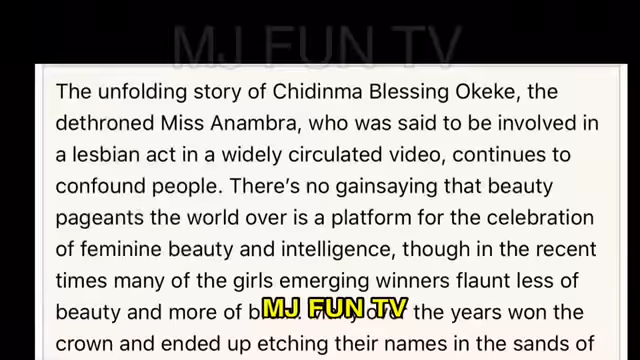 MJ FUN TV
The unfolding story of Chidinma Blessing Okeke, the
dethroned Miss Anambra, who was said to be involved in
a lesbian act in a widely circulated video, continues to
confound people. There's no gainsaying that beauty
pageants the world over is a platform for the celebration
of feminine beauty and intelligence, though in the recent
times many of the girls emerging winners flaunt less of
beauty and more of the years won the
MJ FUN TV
crown and ended up etching their names in the sands of